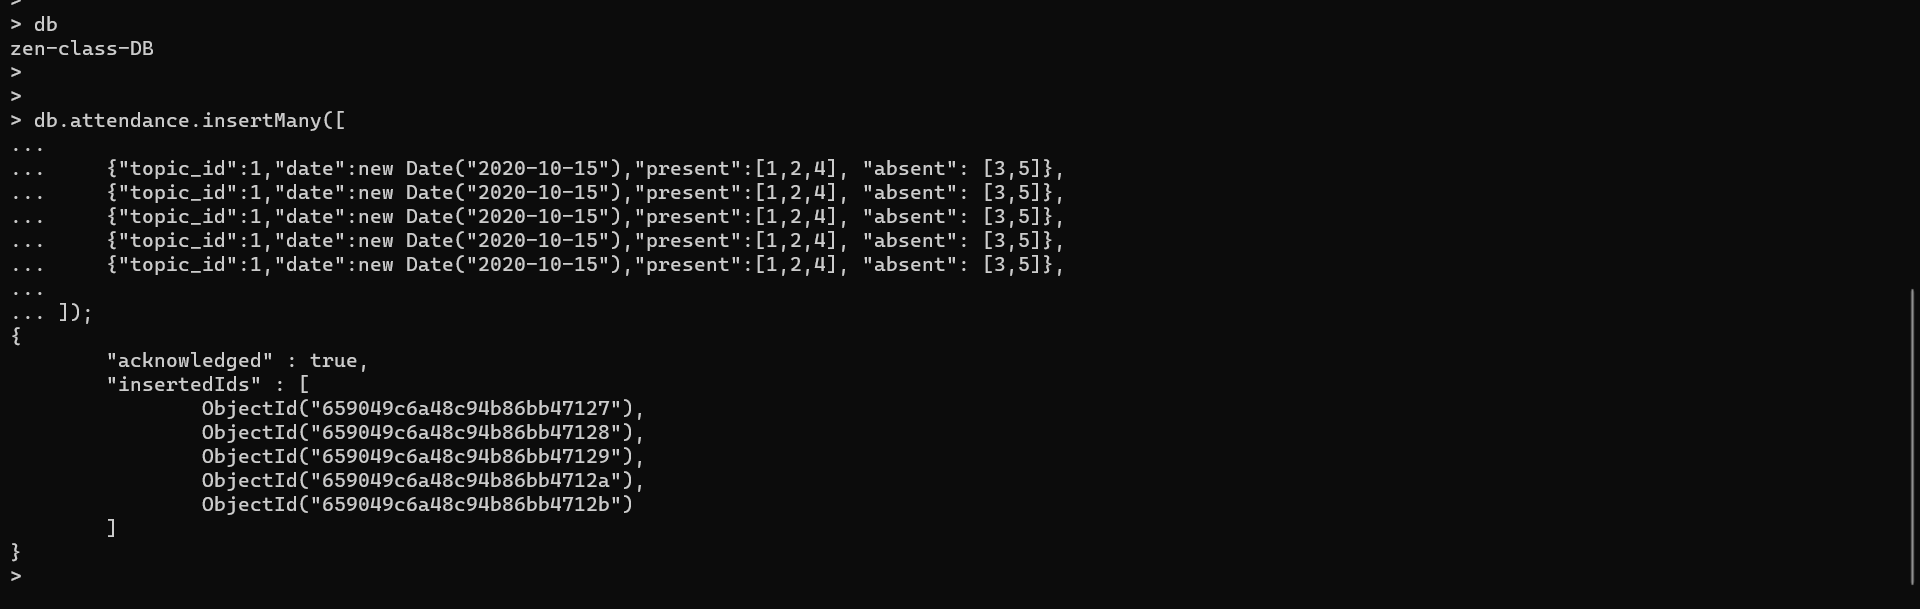 >
> db
zen-class-DB
>
>
> db.attendance.insertMany([
...
...     {"topic_id":1,"date":new Date("2020-10-15"),"present":[1,2,4], "absent": [3,5]},
...     {"topic_id":1,"date":new Date("2020-10-15"),"present":[1,2,4], "absent": [3,5]},
...     {"topic_id":1,"date":new Date("2020-10-15"),"present":[1,2,4], "absent": [3,5]},
...     {"topic_id":1,"date":new Date("2020-10-15"),"present":[1,2,4], "absent": [3,5]},
...     {"topic_id":1,"date":new Date("2020-10-15"),"present":[1,2,4], "absent": [3,5]},
...
... ]);
{
        "acknowledged" : true,
        "insertedIds" : [
                ObjectId("659049c6a48c94b86bb47127"),
                ObjectId("659049c6a48c94b86bb47128"),
                ObjectId("659049c6a48c94b86bb47129"),
                ObjectId("659049c6a48c94b86bb4712a"),
                ObjectId("659049c6a48c94b86bb4712b")
        ]
}
>